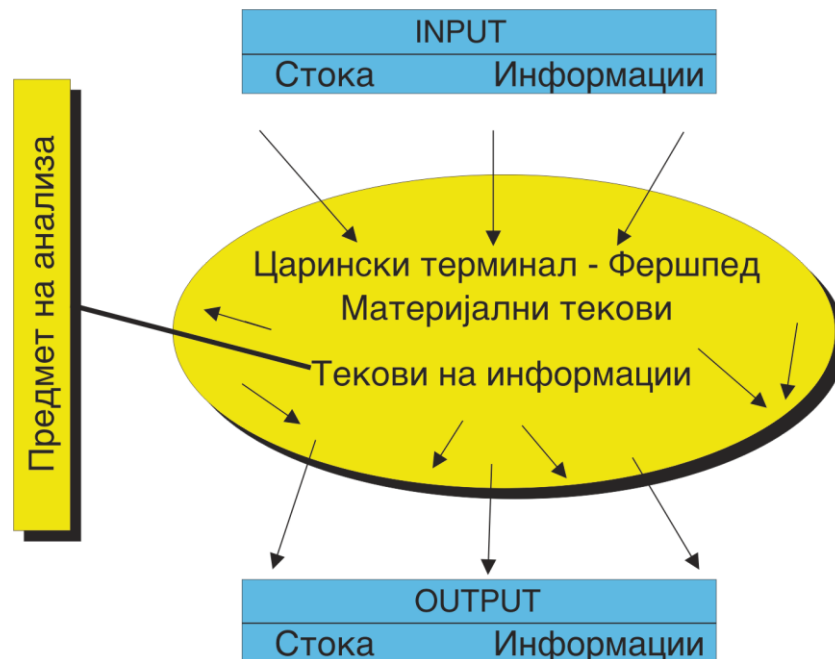 INPUT
Стока Информации
Предмет на анализа
Царински терминал - Фершпед
Материјални текови
Текови на информации
OUTPUT
Стока Информации